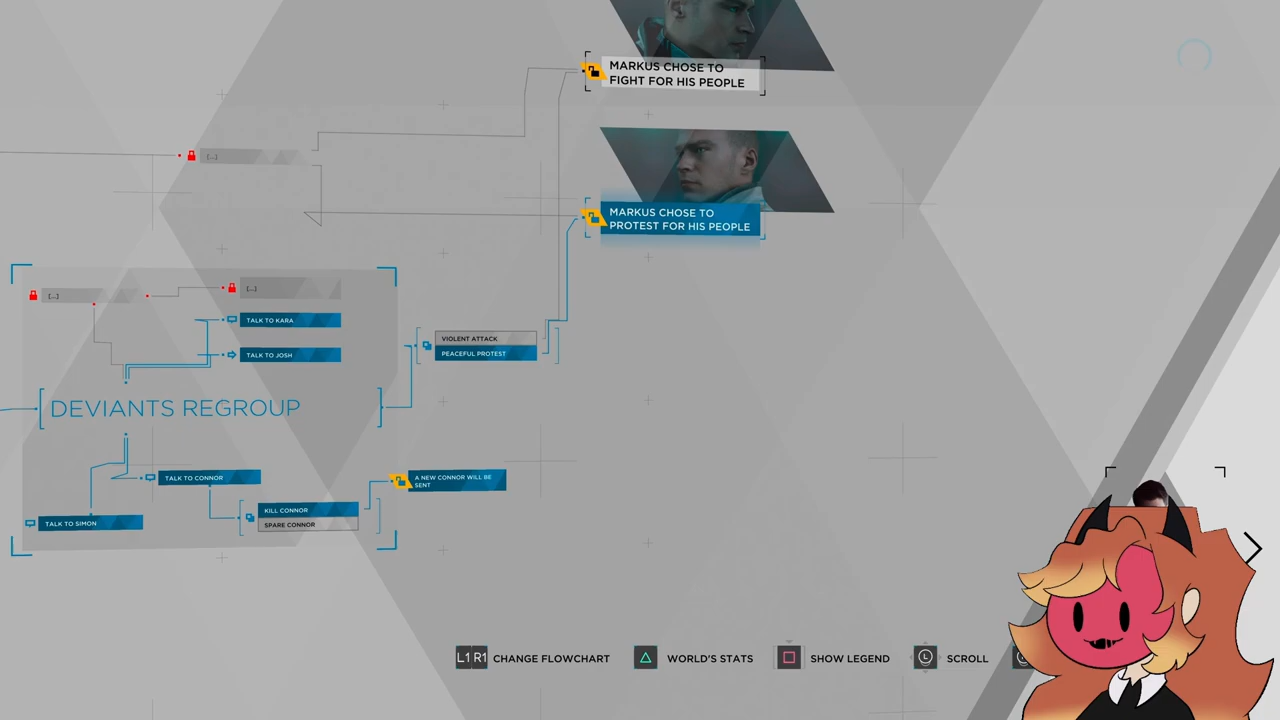 MARKUS CHOSE TO
FIGHT FOR HIS PEOPLE
[...]
MARKUS CHOSE TO
PROTEST FOR HIS PEOPLE
[...]
[...]
TALK TO KARA
TALK TO JOSH
VIOLENT ATTACK
PEACEFUL PROTEST
DEVIANTS REGROUP
TALK TO CONNOR
A NEW CONNOR WILL BE
SENT
KILL CONNOR
SPARE CONNOR
TALK TO SIMON
L1 R1 CHANGE FLOWCHART
WORLD'S STATS
SHOW LEGEND
L SCROLL